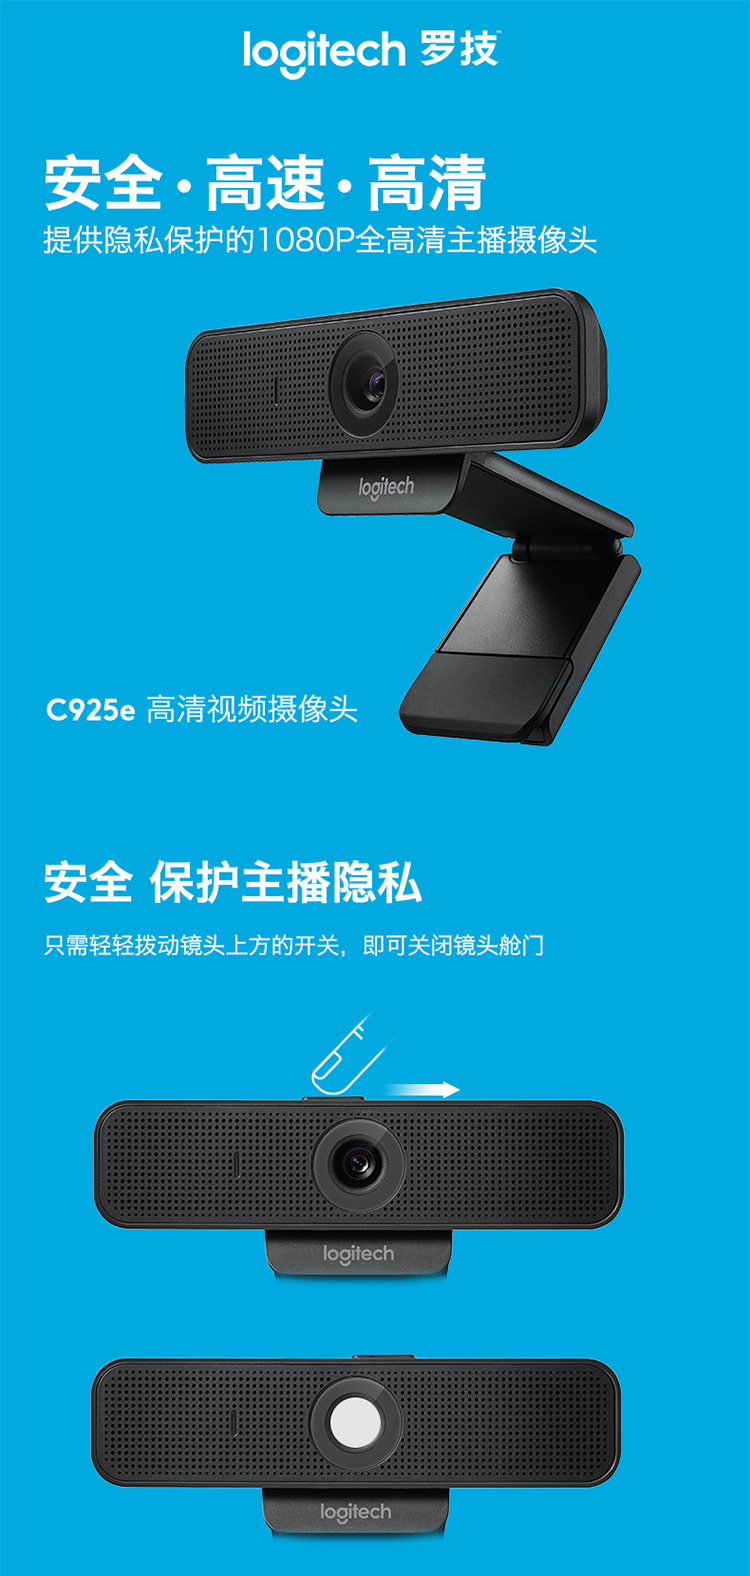 logitech 罗技
安全·高速·高清
提供隐私保护的1080P全高清主播摄像头
logitech
C925e 高清视频摄像头
安全 保护主播隐私
只需轻轻拨动镜头上方的开关，即可关闭镜头舱门
logitech
logitech